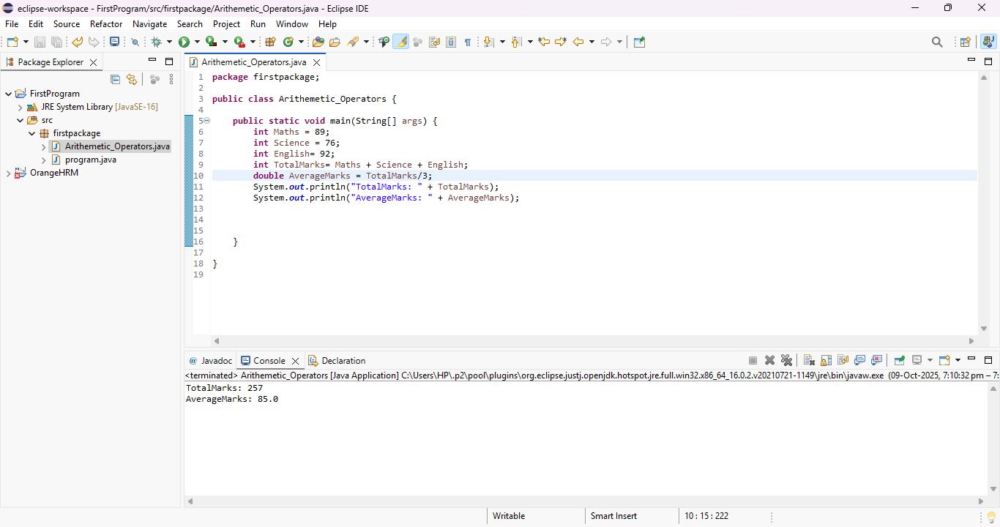 eclipse-workspace - FirstProgram/src/firstpackage/Arithemetic_Operators.java - Eclipse IDE
File Edit Source Refactor Navigate Search Project Run Window Help
Package Explorer
FirstProgram
JRE System Library [JavaSE-16]
src
firstpackage
Arithemetic_Operators.java
program.java
OrangeHRM
Arithemetic_Operators.java
1 package firstpackage;
2
3 public class Arithemetic_Operators {
4
5 public static void main(String[] args) {
6 int Maths = 89;
7 int Science = 76;
8 int English= 92;
9 int TotalMarks= Maths + Science + English;
10 double AverageMarks = TotalMarks/3;
11 System.out.println("TotalMarks: " + TotalMarks);
12 System.out.println("AverageMarks: " + AverageMarks);
13
14
15
16 }
17
18 }
19
@ Javadoc Console Declaration
<terminated> Arithemetic_Operators [Java Application] C:\Users\HP\.p2\pool\plugins\org.eclipse.justj.openjdk.hotspot.jre.full.win32.x86_64_16.0.2.v20210721-1149\jre\bin\javaw.exe (09-Oct-2025, 7:10:32 pm – 7:
TotalMarks: 257
AverageMarks: 85.0
Writable Smart Insert 10 : 15 : 222